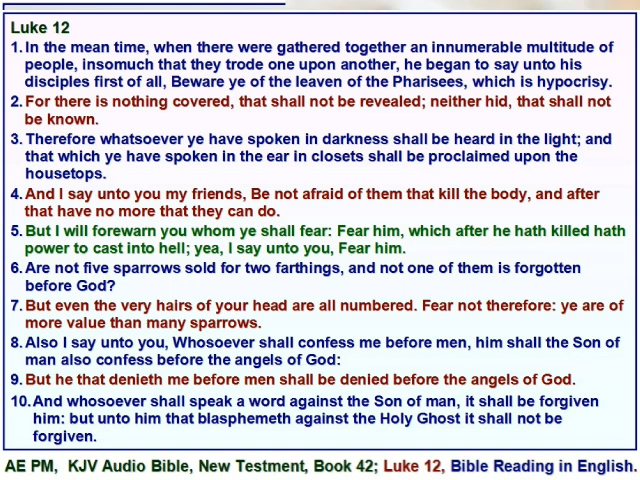 Luke 12
1. In the mean time, when there were gathered together an innumerable multitude of
people, insomuch that they trode one upon another, he began to say unto his
disciples first of all, Beware ye of the leaven of the Pharisees, which is hypocrisy.
2. For there is nothing covered, that shall not be revealed; neither hid, that shall not
be known.
3. Therefore whatsoever ye have spoken in darkness shall be heard in the light; and
that which ye have spoken in the ear in closets shall be proclaimed upon the
housetops.
4. And I say unto you my friends, Be not afraid of them that kill the body, and after
that have no more that they can do.
5. But I will forewarn you whom ye shall fear: Fear him, which after he hath killed hath
power to cast into hell; yea, I say unto you, Fear him.
6. Are not five sparrows sold for two farthings, and not one of them is forgotten
before God?
7. But even the very hairs of your head are all numbered. Fear not therefore: ye are of
more value than many sparrows.
8. Also I say unto you, Whosoever shall confess me before men, him shall the Son of
man also confess before the angels of God:
9. But he that denieth me before men shall be denied before the angels of God.
10. And whosoever shall speak a word against the Son of man, it shall be forgiven
him: but unto him that blasphemeth against the Holy Ghost it shall not be
forgiven.
AE PM, KJV Audio Bible, New Testment, Book 42; Luke 12, Bible Reading in English.